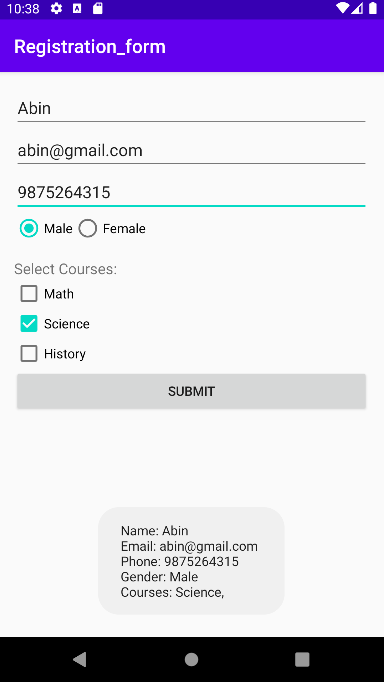 10:38
Registration_form
Abin
abin@gmail.com
9875264315
Male Female
Select Courses:
Math
Science
History
SUBMIT
Name: Abin
Email: abin@gmail.com
Phone: 9875264315
Gender: Male
Courses: Science,